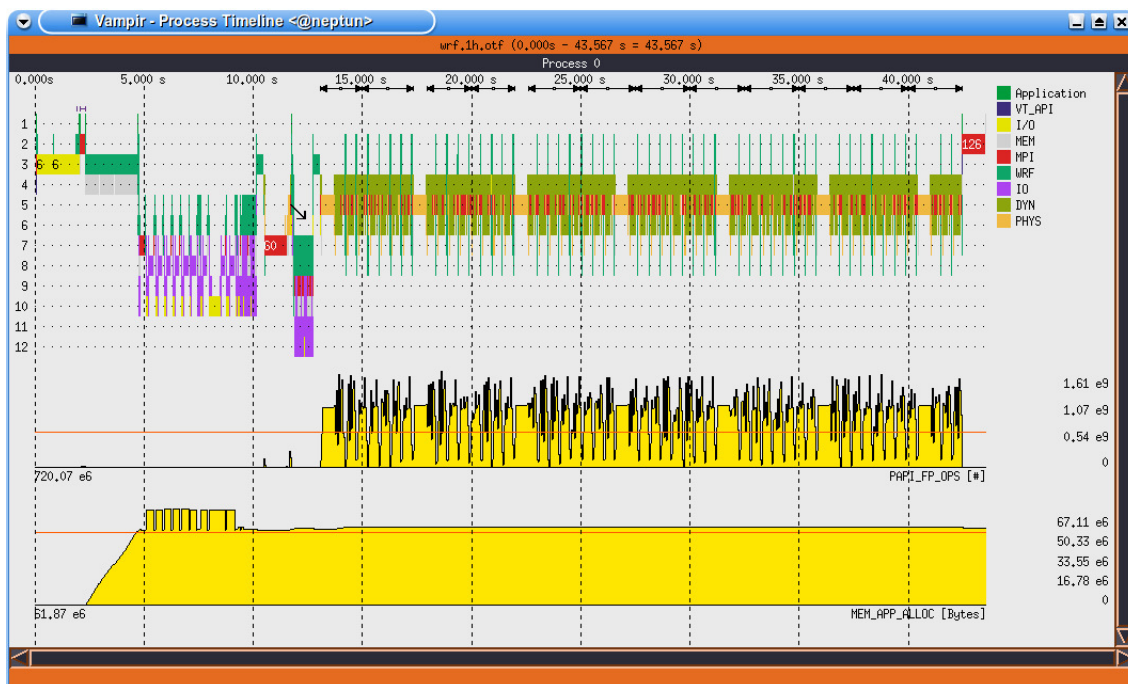 Vampir - Process Timeline <@neptun>
wrf.1h.otf (0.000s - 43.567 s = 43.567 s)
Process 0
0.000s 5.000 s 10.000 s 15.000 s 20.000 s 25.000 s 30.000 s 35.000 s 40.000 s
Application
VT_API
I/O
MEM
MPI
WRF
IO
DYN
PHYS
1
2
126
3
6 6
4
5
6
7
60
8
9
10
11
12
1.61 e9
1.07 e9
0.54 e9
0
720.07 e6
PAPI_FP_OPS [#]
67.11 e6
50.33 e6
33.55 e6
16.78 e6
0
61.87 e6
MEM_APP_ALLOC [Bytes]